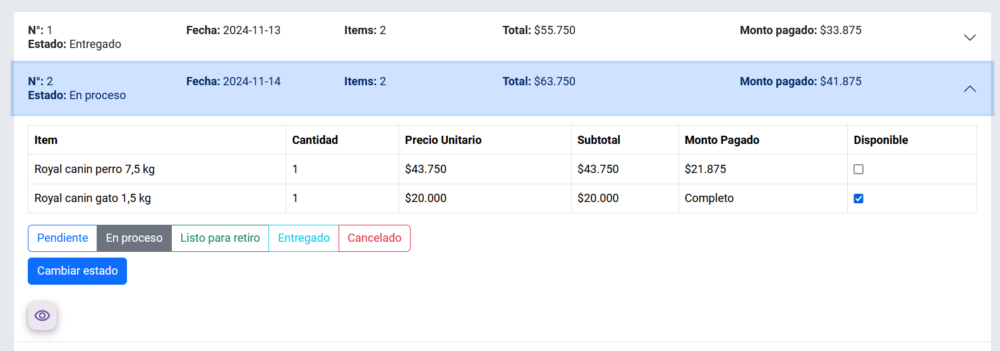 N°: 1 Fecha: 2024-11-13 Items: 2 Total: $55.750 Monto pagado: $33.875
Estado: Entregado
N°: 2 Fecha: 2024-11-14 Items: 2 Total: $63.750 Monto pagado: $41.875
Estado: En proceso
Item Cantidad Precio Unitario Subtotal Monto Pagado Disponible
Royal canin perro 7,5 kg 1 $43.750 $43.750 $21.875
Royal canin gato 1,5 kg 1 $20.000 $20.000 Completo
Pendiente En proceso Listo para retiro Entregado Cancelado
Cambiar estado